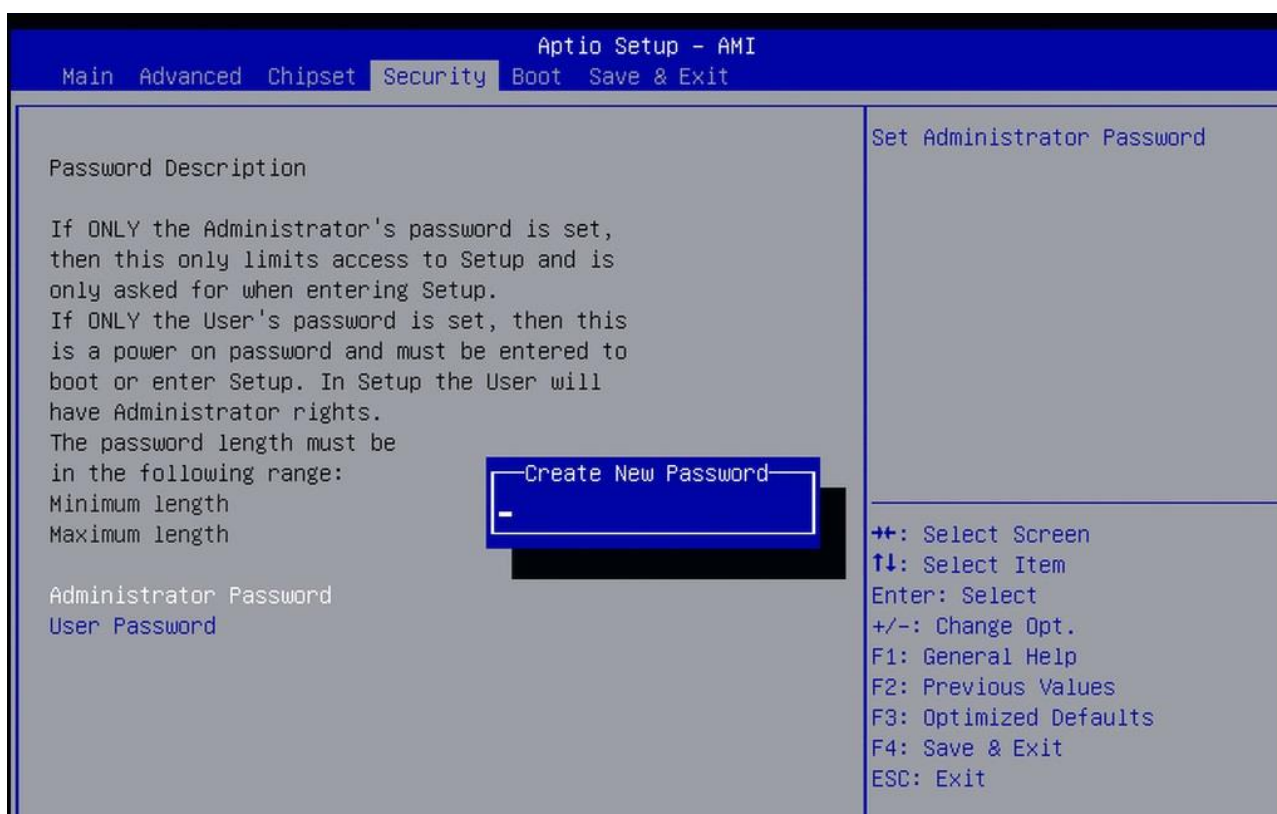 Aptio Setup – AMI
Main Advanced Chipset Security Boot Save & Exit
Password Description
If ONLY the Administrator's password is set,
then this only limits access to Setup and is
only asked for when entering Setup.
If ONLY the User's password is set, then this
is a power on password and must be entered to
boot or enter Setup. In Setup the User will
have Administrator rights.
The password length must be
in the following range:
Minimum length
Maximum length
Administrator Password
User Password
Create New Password
Set Administrator Password
→←: Select Screen
↑↓: Select Item
Enter: Select
+/-: Change Opt.
F1: General Help
F2: Previous Values
F3: Optimized Defaults
F4: Save & Exit
ESC: Exit